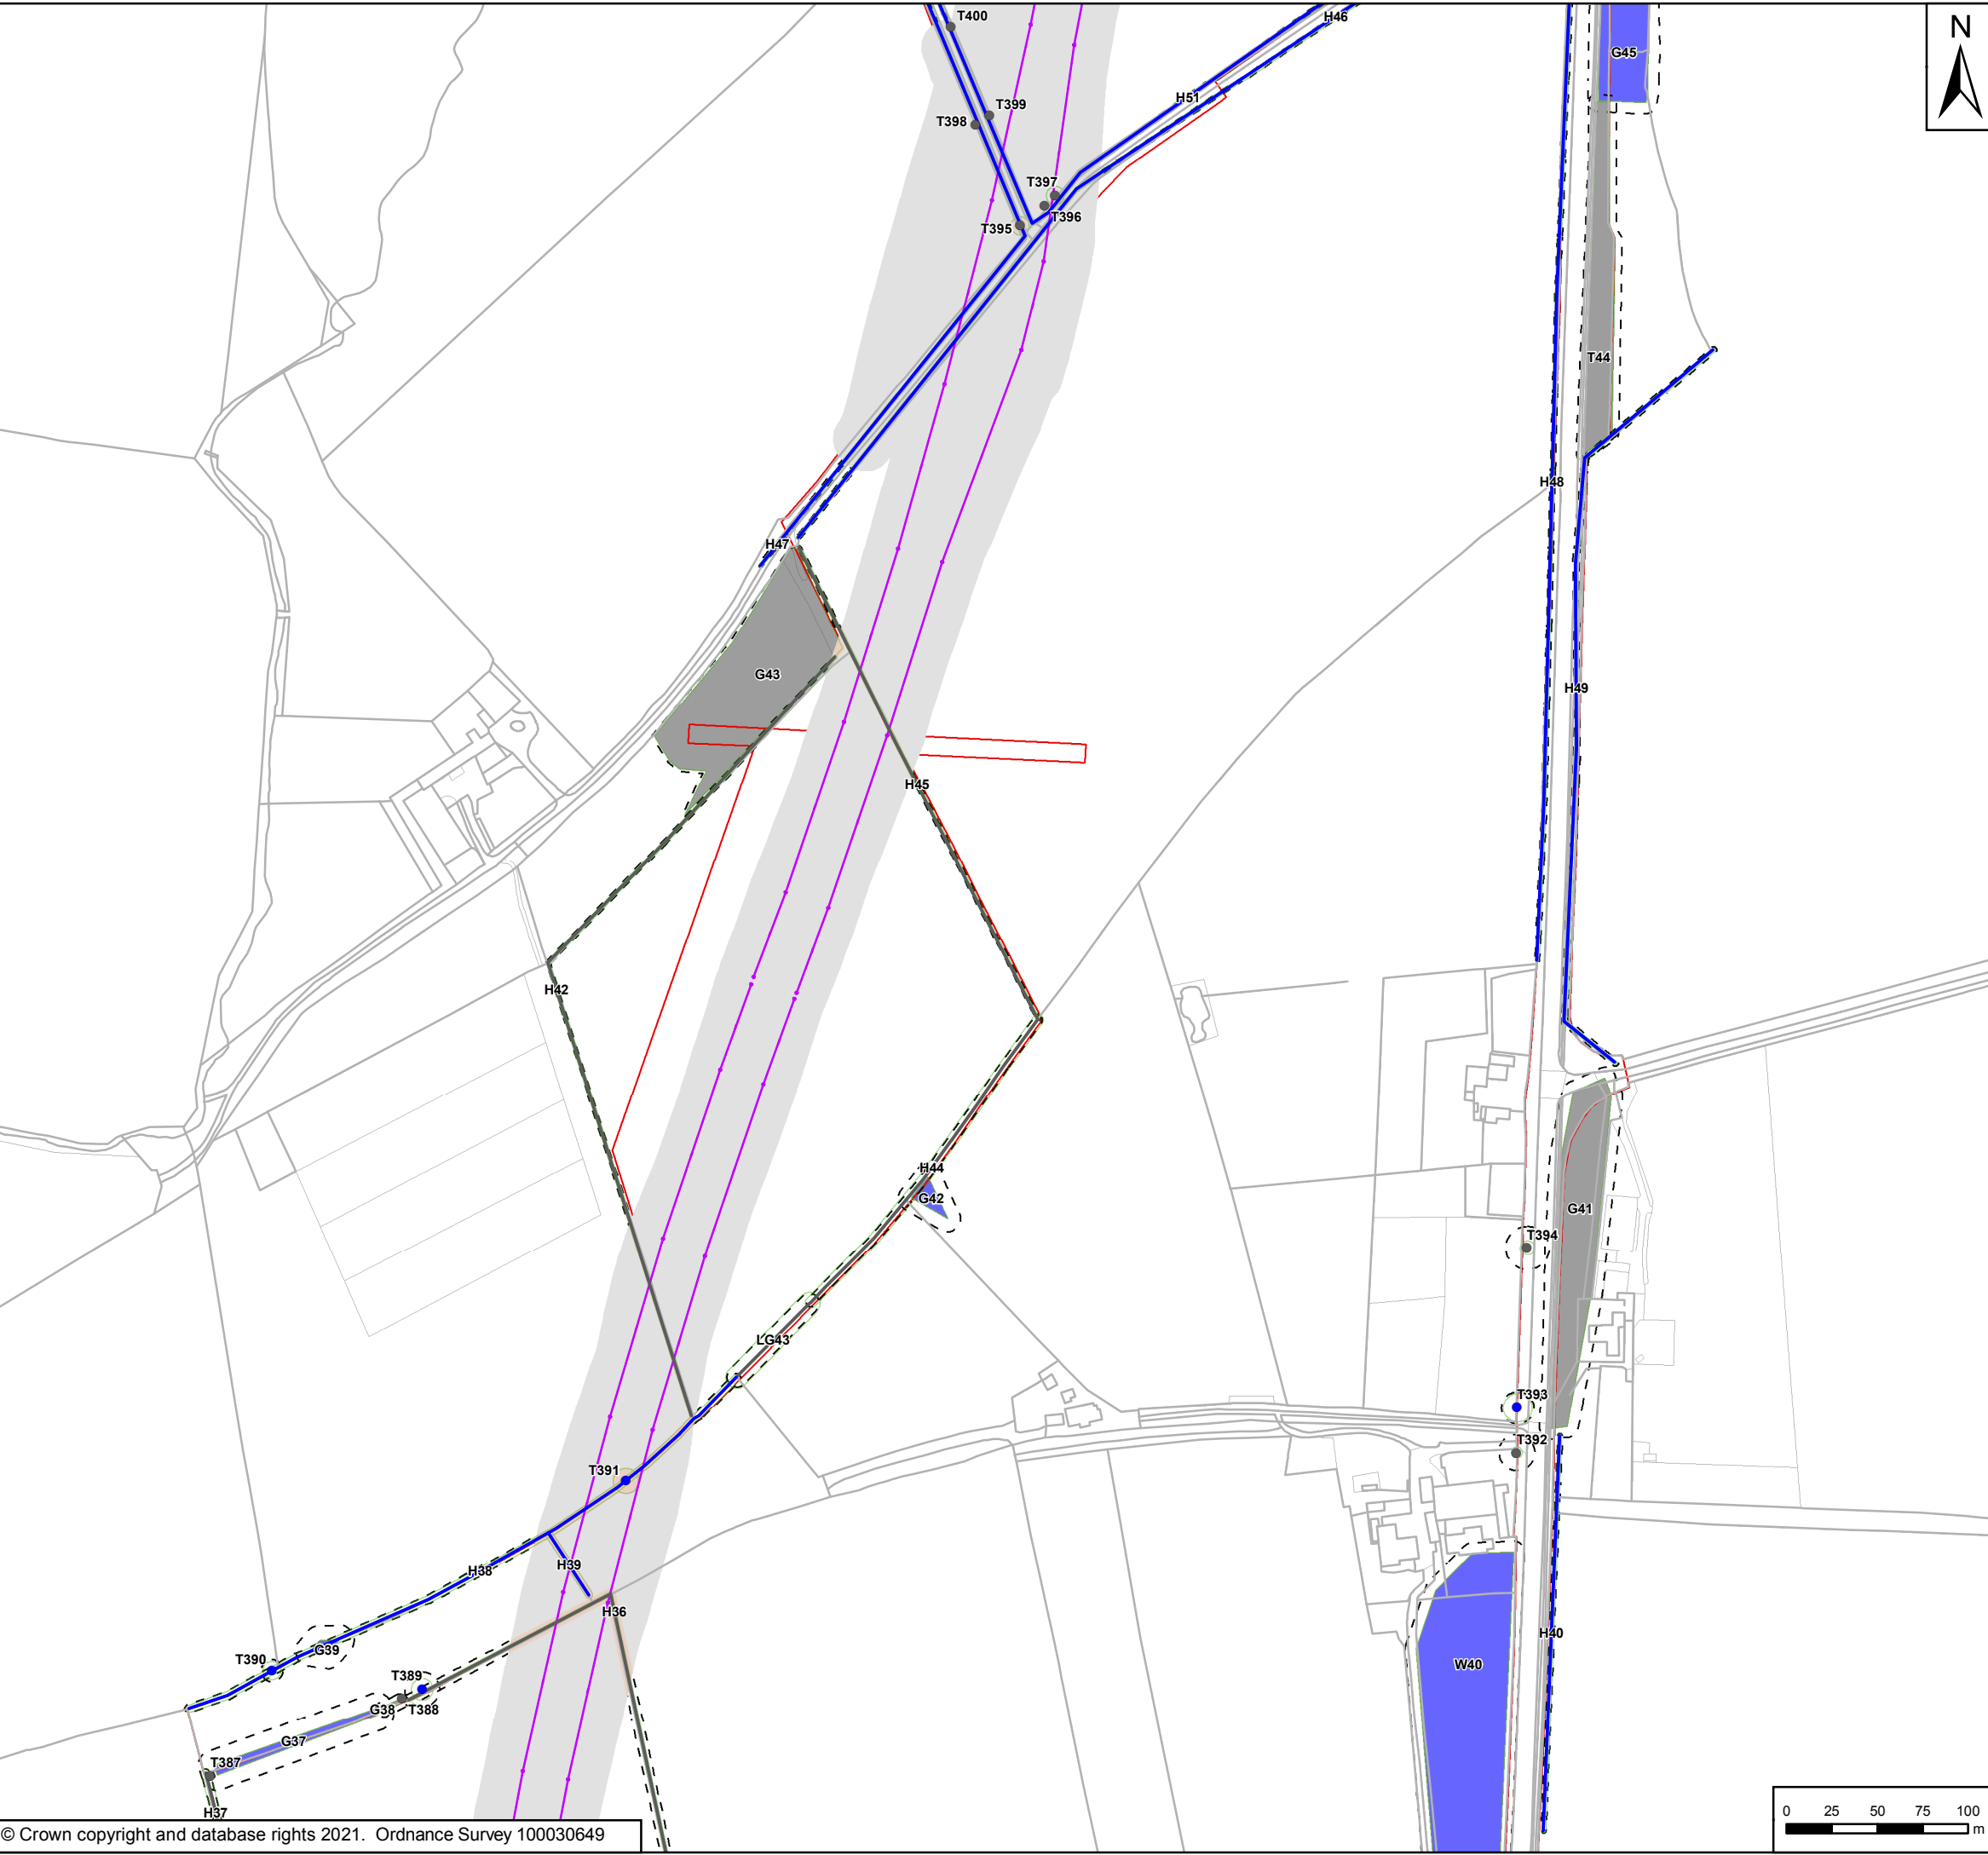 T400
H46
N
G45
H51
T399
T398
T397
T396
T395
T44
H48
H47
G43
H49
H45
H42
H44
G42
G41
T394
LG43
T393
T392
T391
H39
H38
H36
H40
G39
T390
W40
T389
G38
T388
G37
T387
H37
0 25 50 75 100
m
© Crown copyright and database rights 2021. Ordnance Survey 100030649